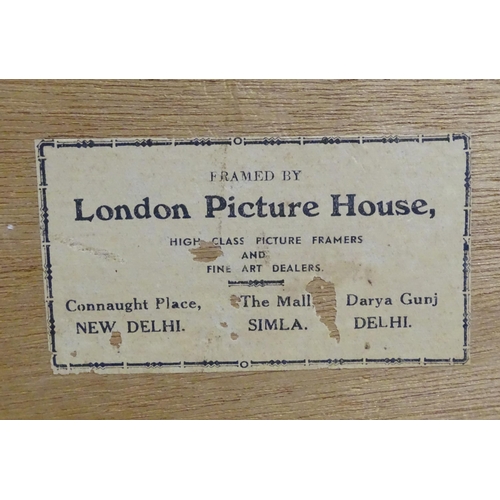 FRAMED BY
London Picture House,
HIGH CLASS PICTURE FRAMERS
AND
FINE ART DEALERS.
Connaught Place, The Mall Darya Gunj
NEW DELHI. SIMLA. DELHI.